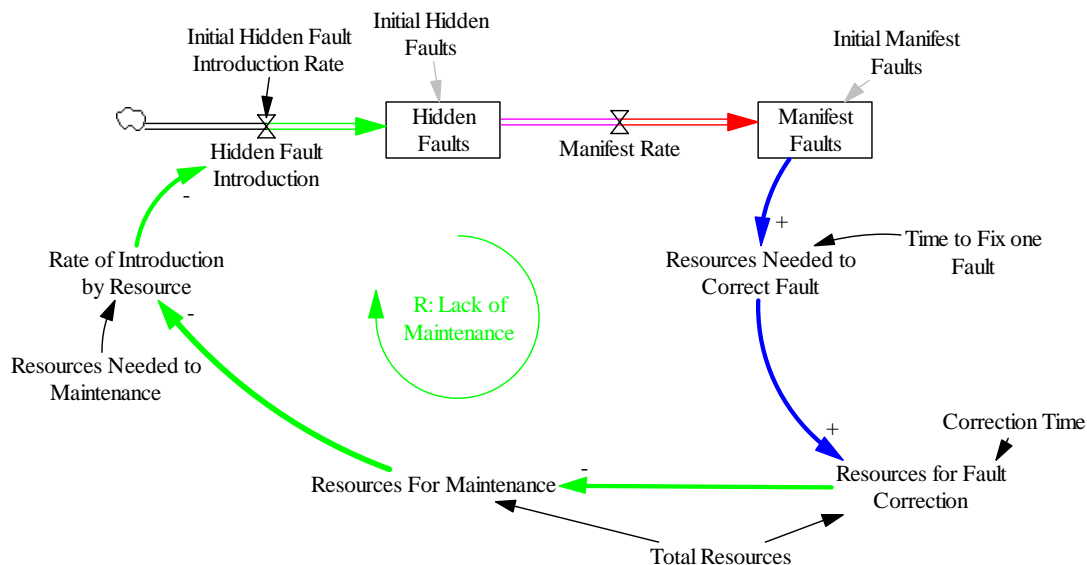 Initial Hidden Fault
Introduction Rate
Initial Hidden
Faults
Initial Manifest
Faults
Hidden
Faults
Manifest
Faults
Hidden Fault
Introduction
Manifest Rate
-
+
Rate of Introduction
by Resource
Resources Needed to
Correct Fault
Time to Fix one
Fault
R: Lack of
Maintenance
-
Resources Needed to
Maintenance
+
Correction Time
Resources For Maintenance
-
Resources for Fault
Correction
Total Resources